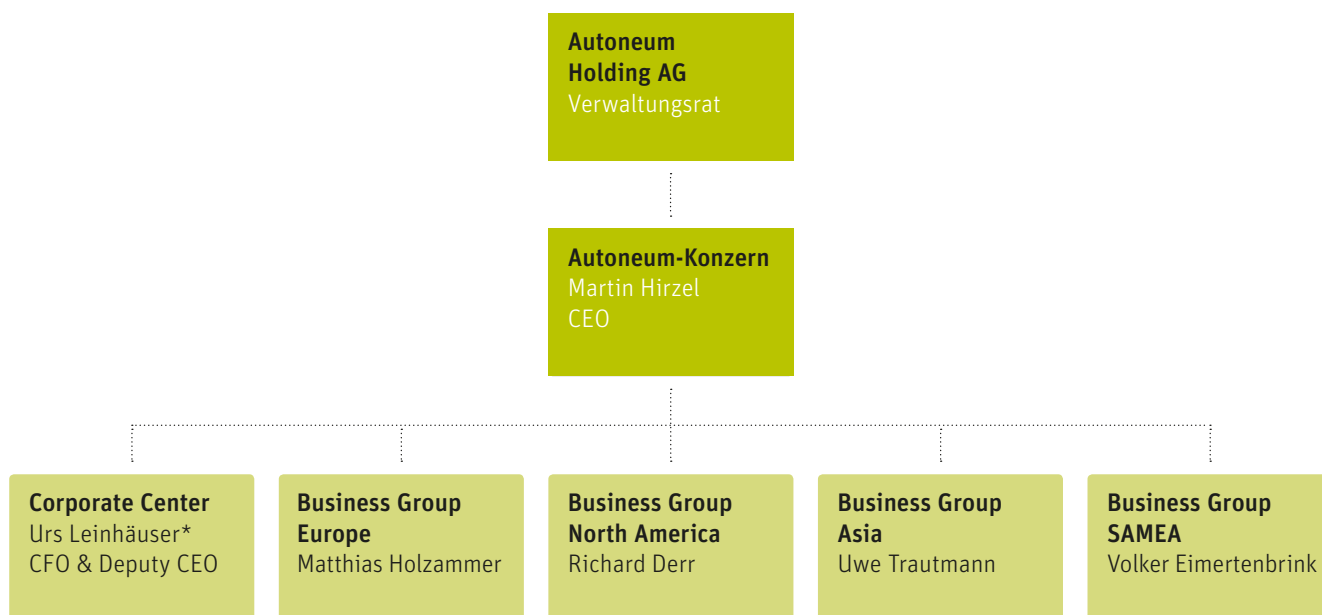 Autoneum
Holding AG
Verwaltungsrat
Autoneum-Konzern
Martin Hirzel
CEO
Corporate Center
Urs Leinhäuser*
CFO & Deputy CEO
Business Group
Europe
Matthias Holzammer
Business Group
North America
Richard Derr
Business Group
Asia
Uwe Trautmann
Business Group
SAMEA
Volker Eimertenbrink